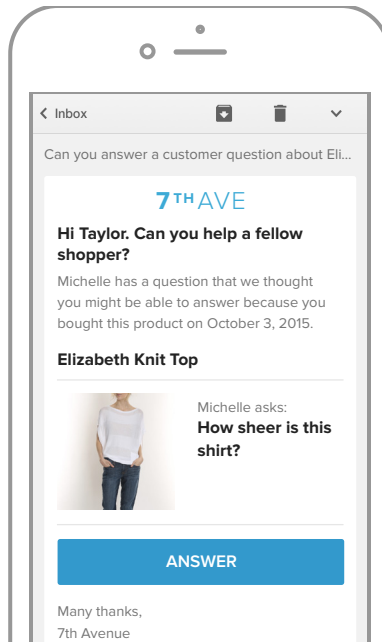 Inbox
Can you answer a customer question about Eli...
7TH AVE
Hi Taylor. Can you help a fellow
shopper?
Michelle has a question that we thought
you might be able to answer because you
bought this product on October 3, 2015.
Elizabeth Knit Top
Michelle asks:
How sheer is this
shirt?
ANSWER
Many thanks,
7th Avenue